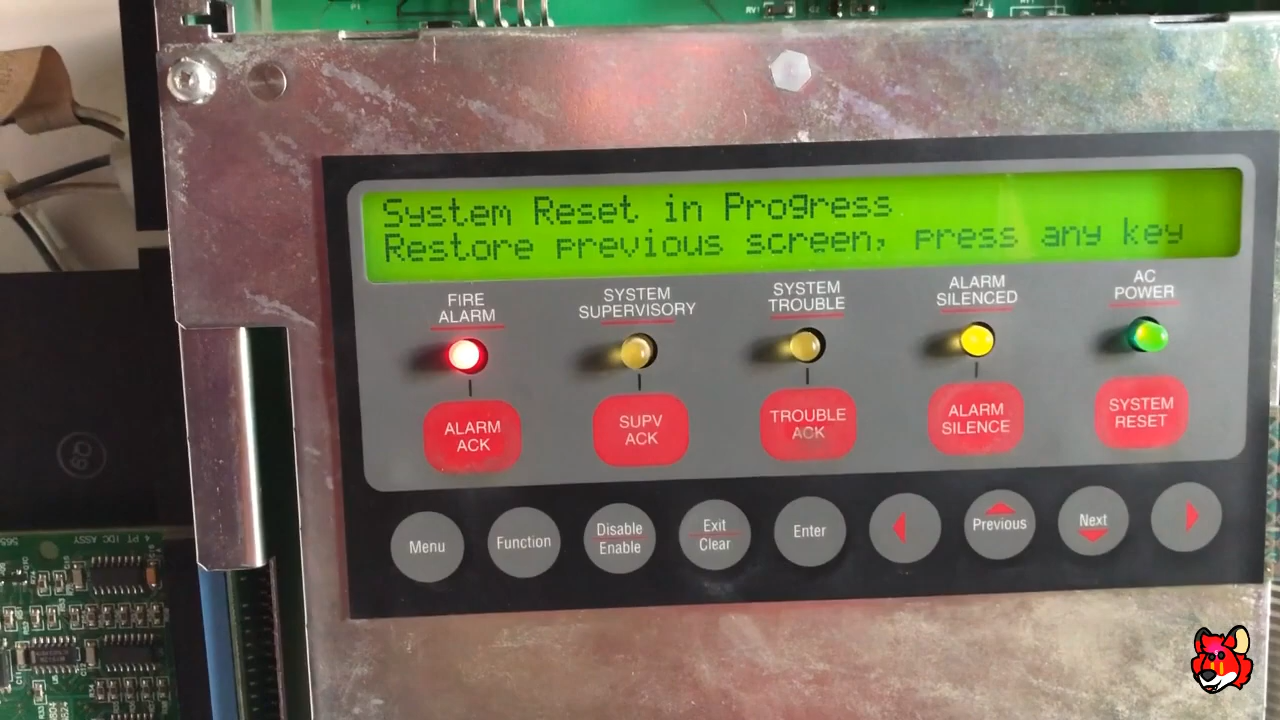 System Reset in Progress
Restore previous screen, press any key
FIRE
ALARM
SYSTEM
SUPERVISORY
SYSTEM
TROUBLE
ALARM
SILENCED
AC
POWER
ALARM
ACK
SUPV
ACK
TROUBLE
ACK
ALARM
SILENCE
SYSTEM
RESET
Menu
Function
Disable
Enable
Exit
Clear
Enter
Previous
Next
4 PT IDC ASSY